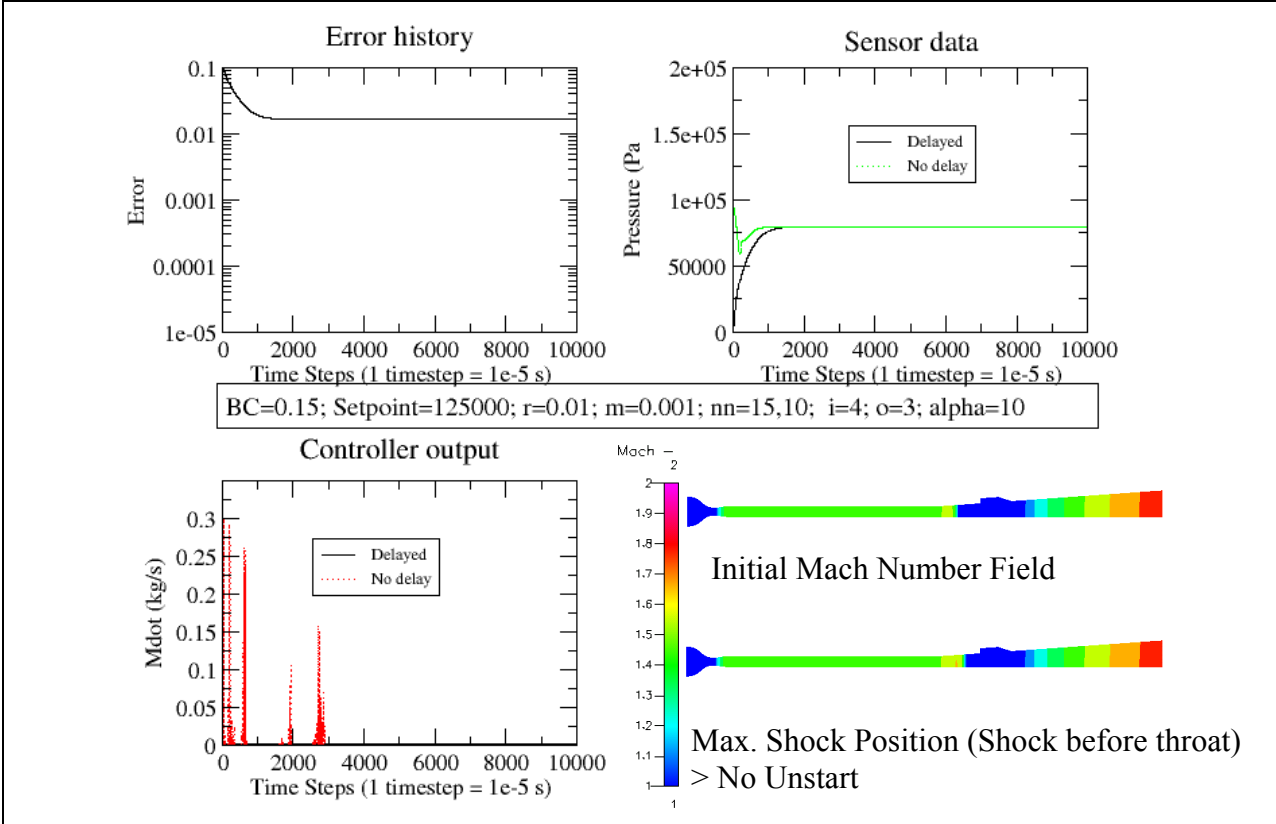 Error history
0.1
0.01
0.001
0.0001
1e-05
Error
0 2000 4000 6000 8000 10000
Time Steps (1 timestep = 1e-5 s)
Sensor data
2e+05
1.5e+05
1e+05
50000
0
Pressure (Pa
Delayed
No delay
0 2000 4000 6000 8000 10000
Time Steps (1 timestep = 1e-5 s)
BC=0.15; Setpoint=125000; r=0.01; m=0.001; nn=15,10; i=4; o=3; alpha=10
Controller output
0.3
0.25
0.2
0.15
0.1
0.05
0
Mdot (kg/s)
Delayed
No delay
0 2000 4000 6000 8000 10000
Time Steps (1 timestep = 1e-5 s)
Mach -
2
2
1.9
1.8
1.7
1.6
1.5
1.4
1.3
1.2
1.1
1
1
Initial Mach Number Field
Max. Shock Position (Shock before throat)
> No Unstart